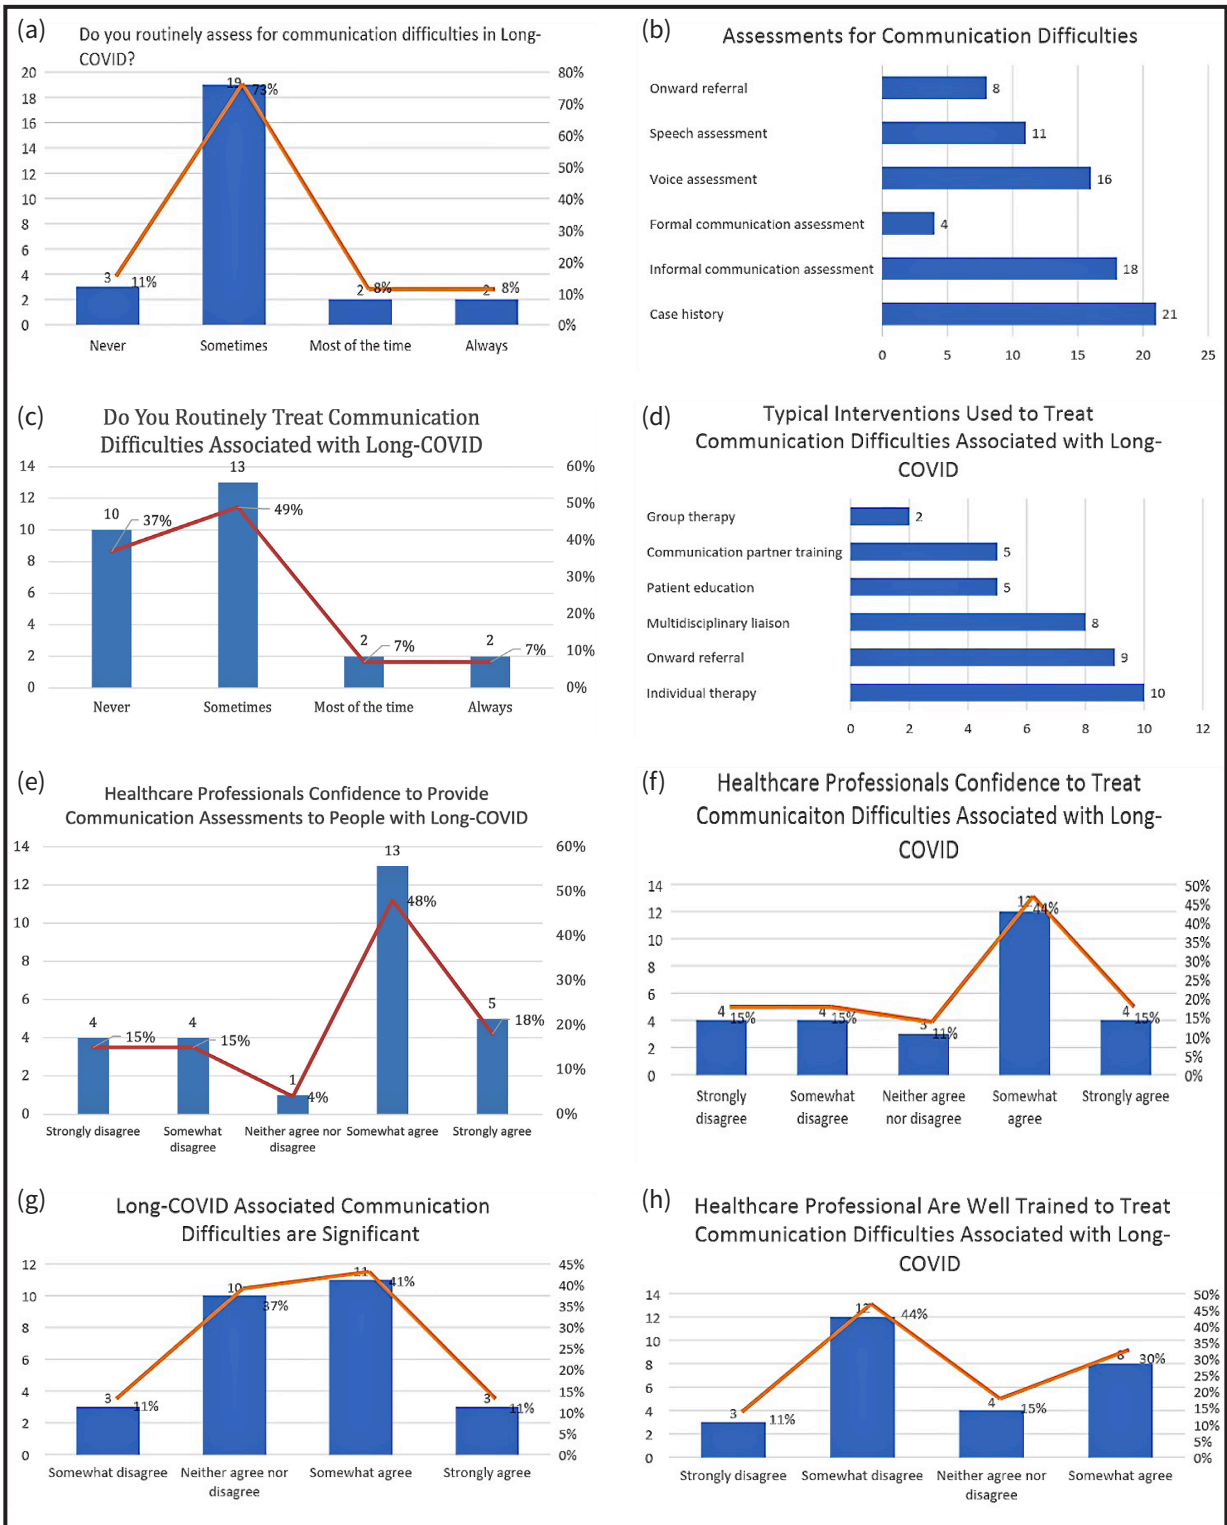 (a)
Do you routinely assess for communication difficulties in Long-
COVID?
20
18
16
14
12
10
8
6
4
2
0
80%
70%
60%
50%
40%
30%
20%
10%
0%
3
11%
19
73%
2
8%
2
8%
Never
Sometimes
Most of the time
Always
(b)
Assessments for Communication Difficulties
Onward referral
8
Speech assessment
11
Voice assessment
16
Formal communication assessment
4
Informal communication assessment
18
Case history
21
0
5
10
15
20
25
(c)
Do You Routinely Treat Communication
Difficulties Associated with Long-COVID
14
12
10
8
6
4
2
0
60%
50%
40%
30%
20%
10%
0%
10
37%
13
49%
2
7%
2
7%
Never
Sometimes
Most of the time
Always
(d)
Typical Interventions Used to Treat
Communication Difficulties Associated with Long-
COVID
Group therapy
2
Communication partner training
5
Patient education
5
Multidisciplinary liaison
8
Onward referral
9
Individual therapy
10
0
2
4
6
8
10
12
(e)
Healthcare Professionals Confidence to Provide
Communication Assessments to People with Long-COVID
14
12
10
8
6
4
2
0
60%
50%
40%
30%
20%
10%
0%
4
15%
4
15%
1
4%
13
48%
5
18%
Strongly disagree
Somewhat
disagree
Neither agree nor
disagree
Somewhat agree
Strongly agree
(f)
Healthcare Professionals Confidence to Treat
Communicaiton Difficulties Associated with Long-
COVID
14
12
10
8
6
4
2
0
50%
45%
40%
35%
30%
25%
20%
15%
10%
5%
0%
4
15%
4
15%
3
11%
12
44%
4
15%
Strongly
disagree
Somewhat
disagree
Neither agree
nor disagree
Somewhat
agree
Strongly agree
(g)
Long-COVID Associated Communication
Difficulties are Significant
12
10
8
6
4
2
0
45%
40%
35%
30%
25%
20%
15%
10%
5%
0%
3
11%
10
37%
11
41%
3
11%
Somewhat disagree
Neither agree nor
disagree
Somewhat agree
Strongly agree
(h)
Healthcare Professional Are Well Trained to Treat
Communication Difficulties Associated with Long-
COVID
14
12
10
8
6
4
2
0
50%
45%
40%
35%
30%
25%
20%
15%
10%
5%
0%
3
11%
12
44%
4
15%
8
30%
Strongly disagree
Somewhat disagree
Neither agree nor
disagree
Somewhat agree